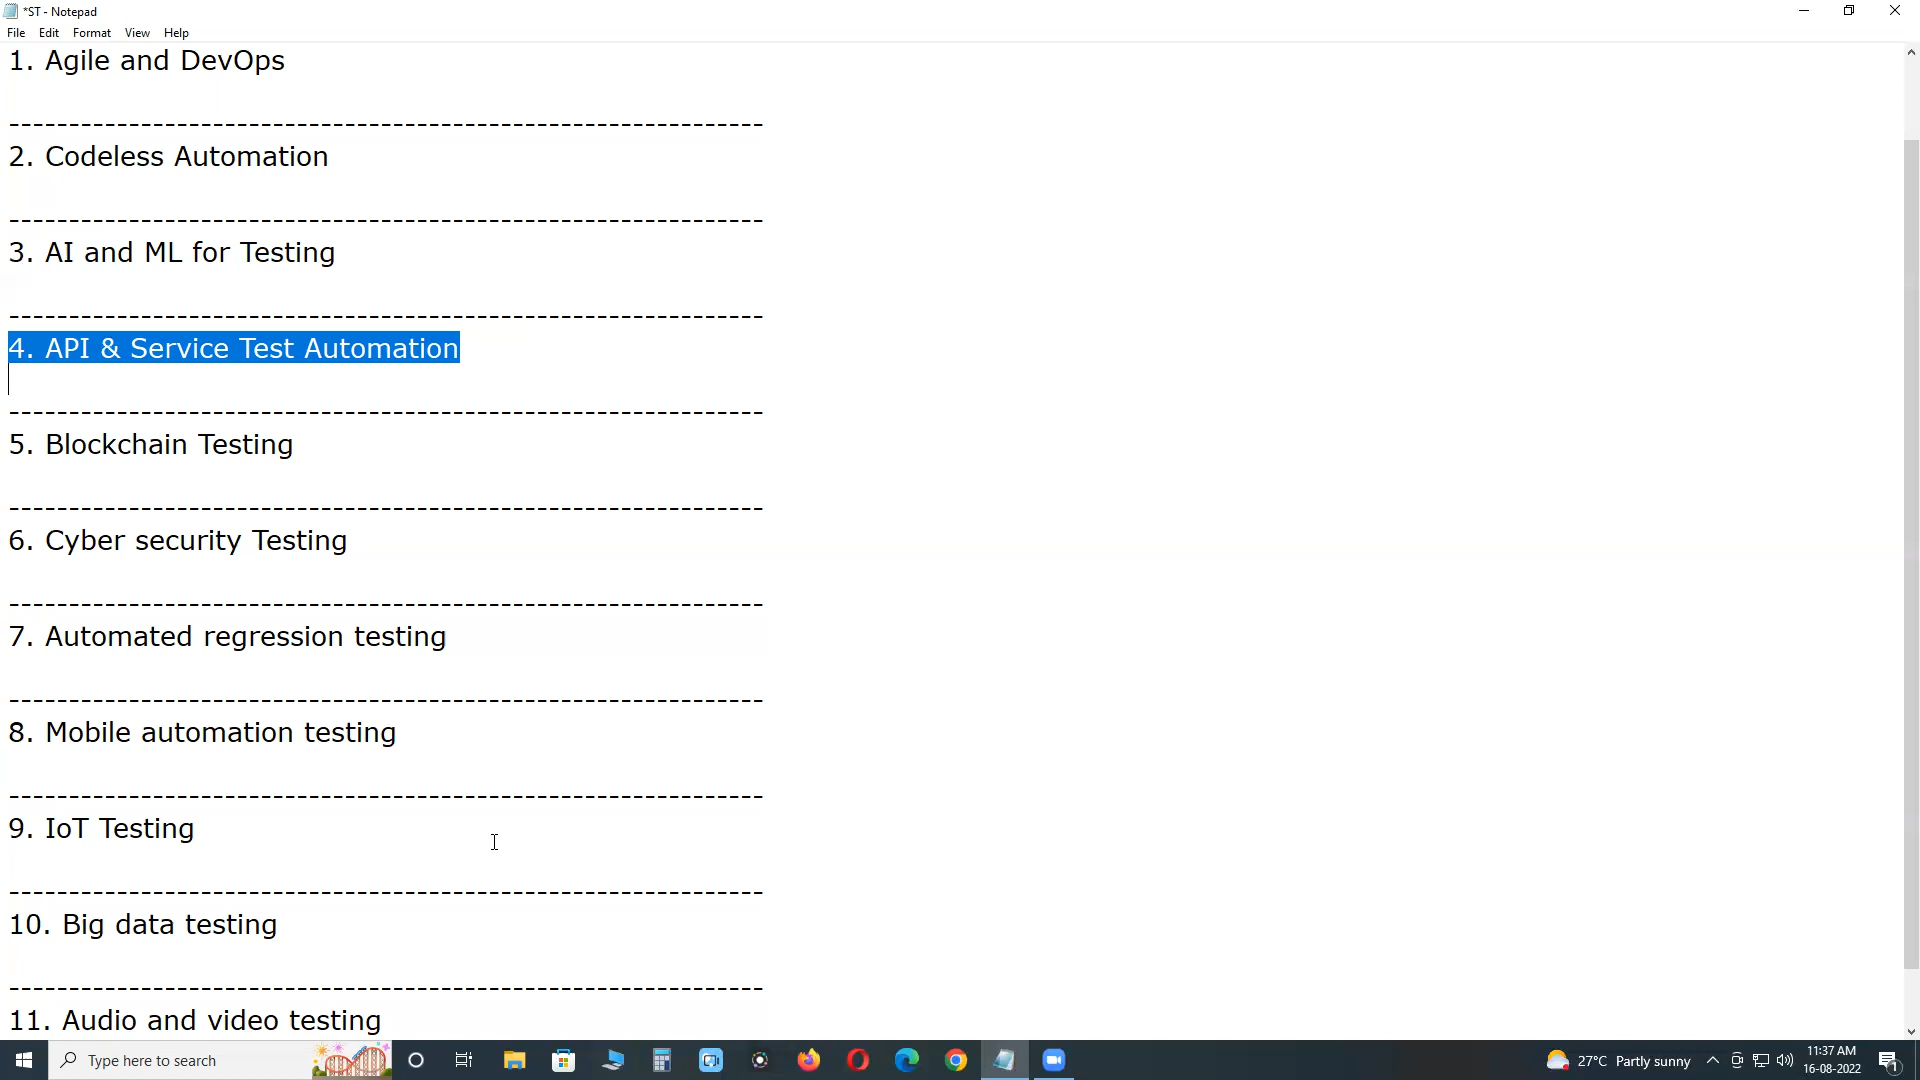 *ST - Notepad
File Edit Format View Help
1. Agile and DevOps
---------------------------------------------------------------
2. Codeless Automation
---------------------------------------------------------------
3. AI and ML for Testing
---------------------------------------------------------------
4. API & Service Test Automation
---------------------------------------------------------------
5. Blockchain Testing
---------------------------------------------------------------
6. Cyber security Testing
---------------------------------------------------------------
7. Automated regression testing
---------------------------------------------------------------
8. Mobile automation testing
---------------------------------------------------------------
9. IoT Testing
---------------------------------------------------------------
10. Big data testing
---------------------------------------------------------------
11. Audio and video testing
Type here to search
27°C Partly sunny
11:37 AM
16-08-2022
1